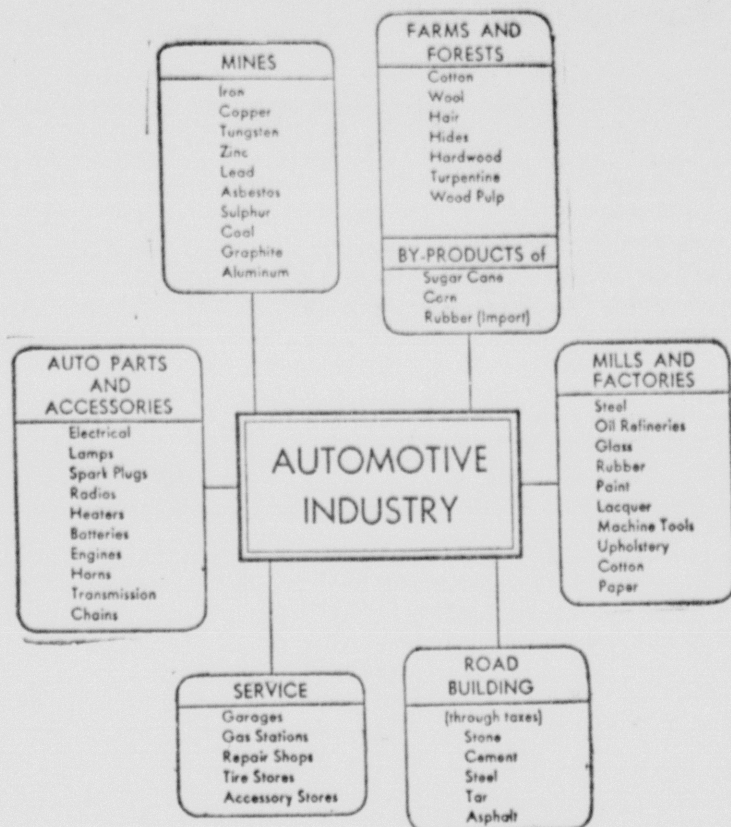 MINES
Iron
Copper
Tungsten
Zinc
Lead
Asbestos
Sulphur
Coal
Graphite
Aluminum
FARMS AND
FORESTS
Cotton
Wool
Hair
Hides
Hardwood
Turpentine
Wood Pulp
BY-PRODUCTS of
Sugar Cane
Corn
Rubber (Import)
AUTO PARTS
AND
ACCESSORIES
Electrical
Lamps
Spark Plugs
Radios
Heaters
Batteries
Engines
Horns
Transmission
Chains
AUTOMOTIVE
INDUSTRY
MILLS AND
FACTORIES
Steel
Oil Refineries
Glass
Rubber
Paint
Lacquer
Machine Tools
Upholstery
Cotton
Paper
SERVICE
Garages
Gas Stations
Repair Shops
Tire Stores
Accessory Stores
ROAD
BUILDING
(through taxes)
Stone
Cement
Steel
Tar
Asphalt